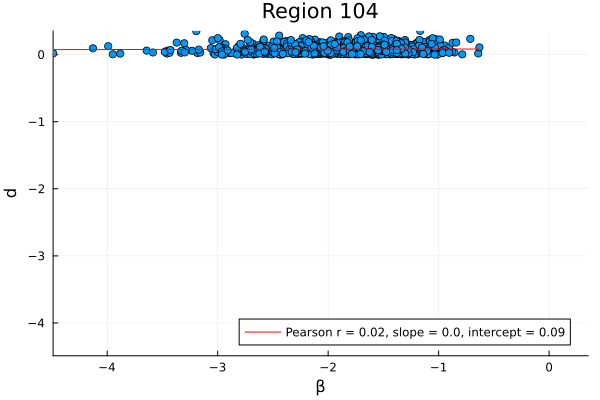 Region 104
d
0
−1
−2
−3
−4
−4 −3 −2 −1 0
β
Pearson r = 0.02, slope = 0.0, intercept = 0.09